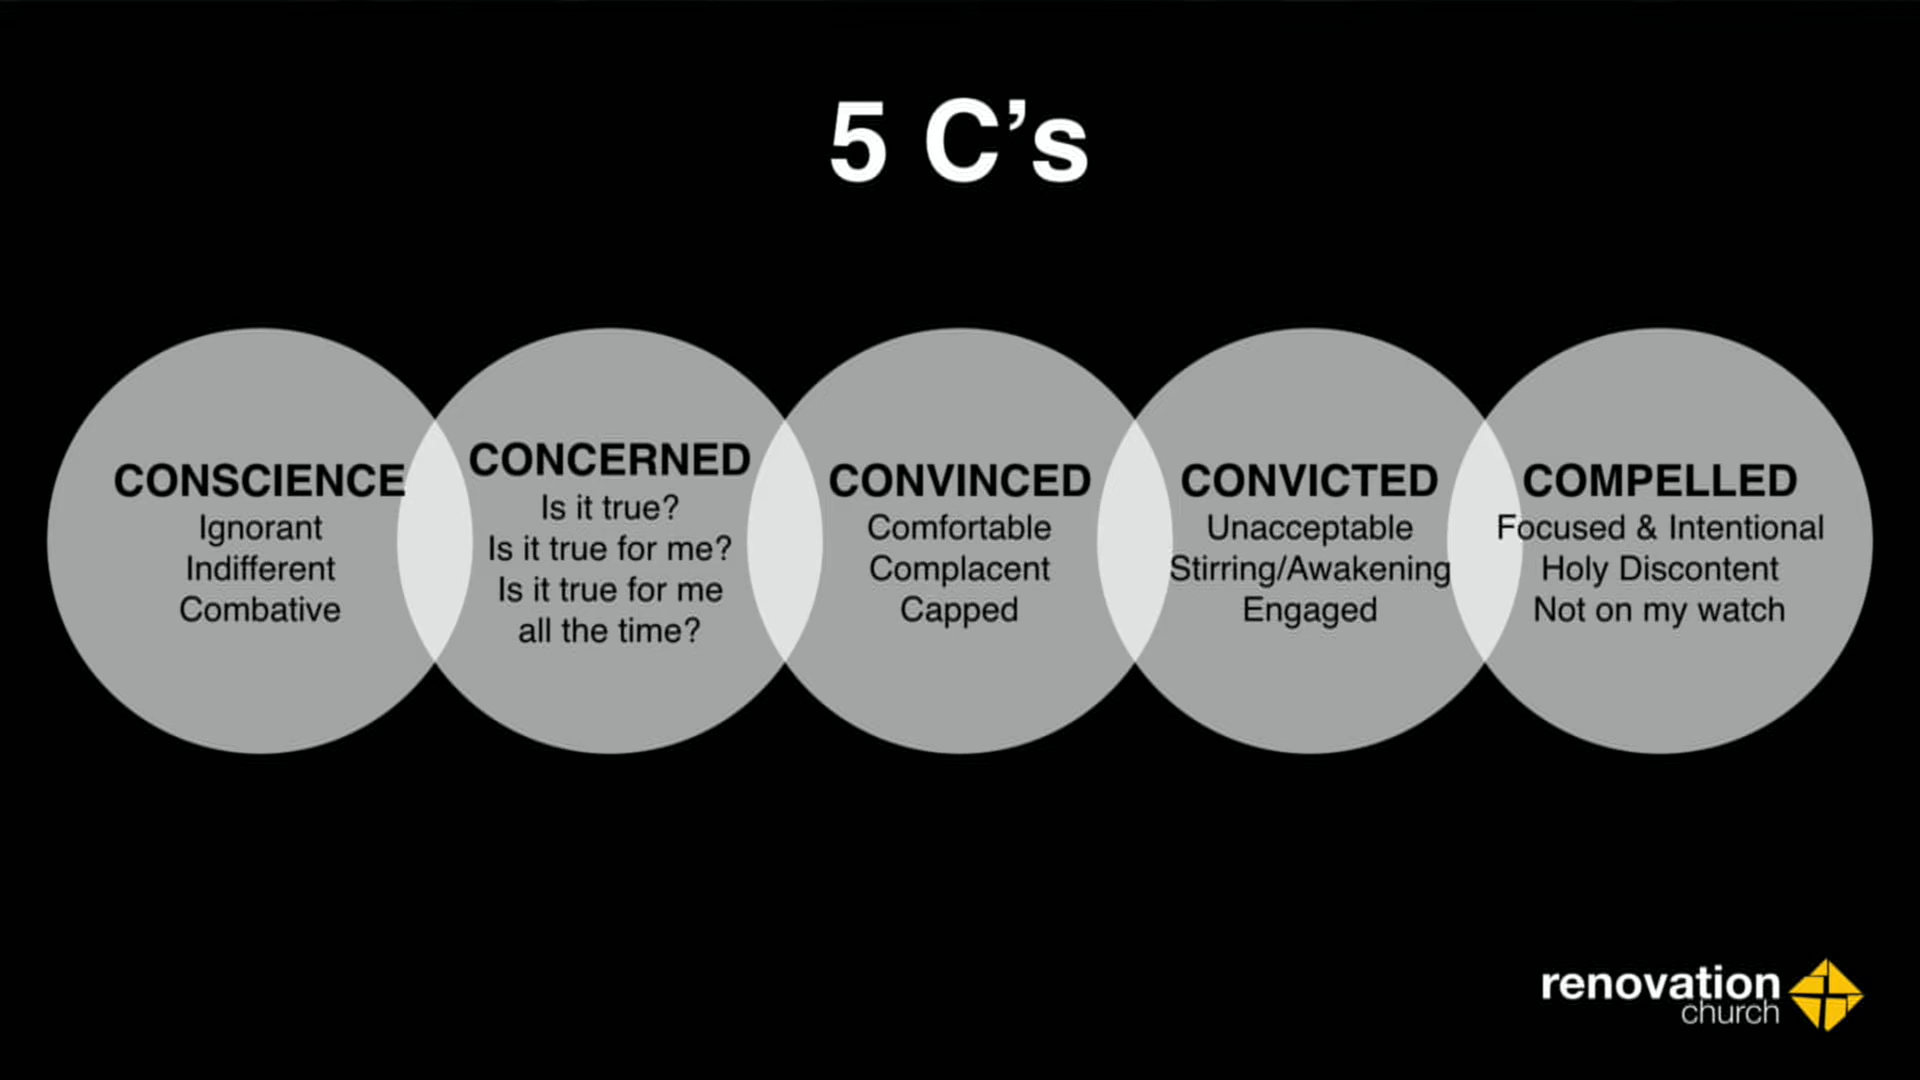 5 C’s
CONSCIENCE
Ignorant
Indifferent
Combative
CONCERNED
Is it true?
Is it true for me?
Is it true for me
all the time?
CONVINCED
Comfortable
Complacent
Capped
CONVICTED
Unacceptable
Stirring/Awakening
Engaged
COMPELLED
Focused & Intentional
Holy Discontent
Not on my watch
renovation
church